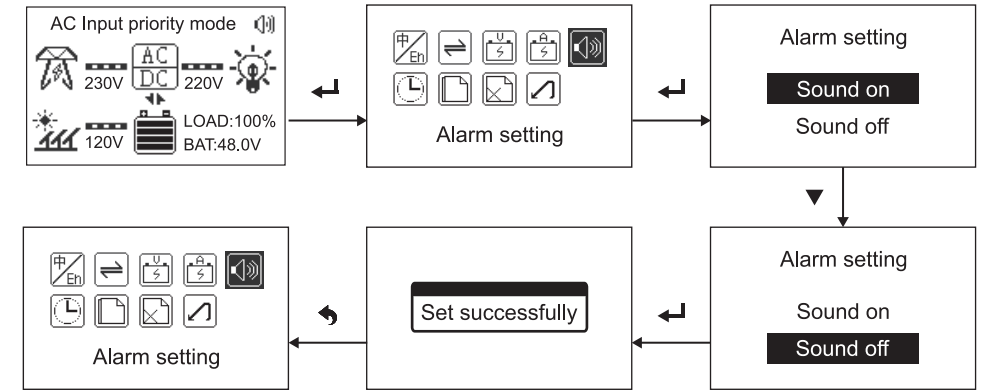 AC Input priority mode
AC
DC
230V
220V
120V
LOAD:100%
BAT:48.0V
中
En
V
A
Alarm setting
Alarm setting
Sound on
Sound off
Alarm setting
Sound on
Sound off
Set successfully
中
En
V
A
Alarm setting